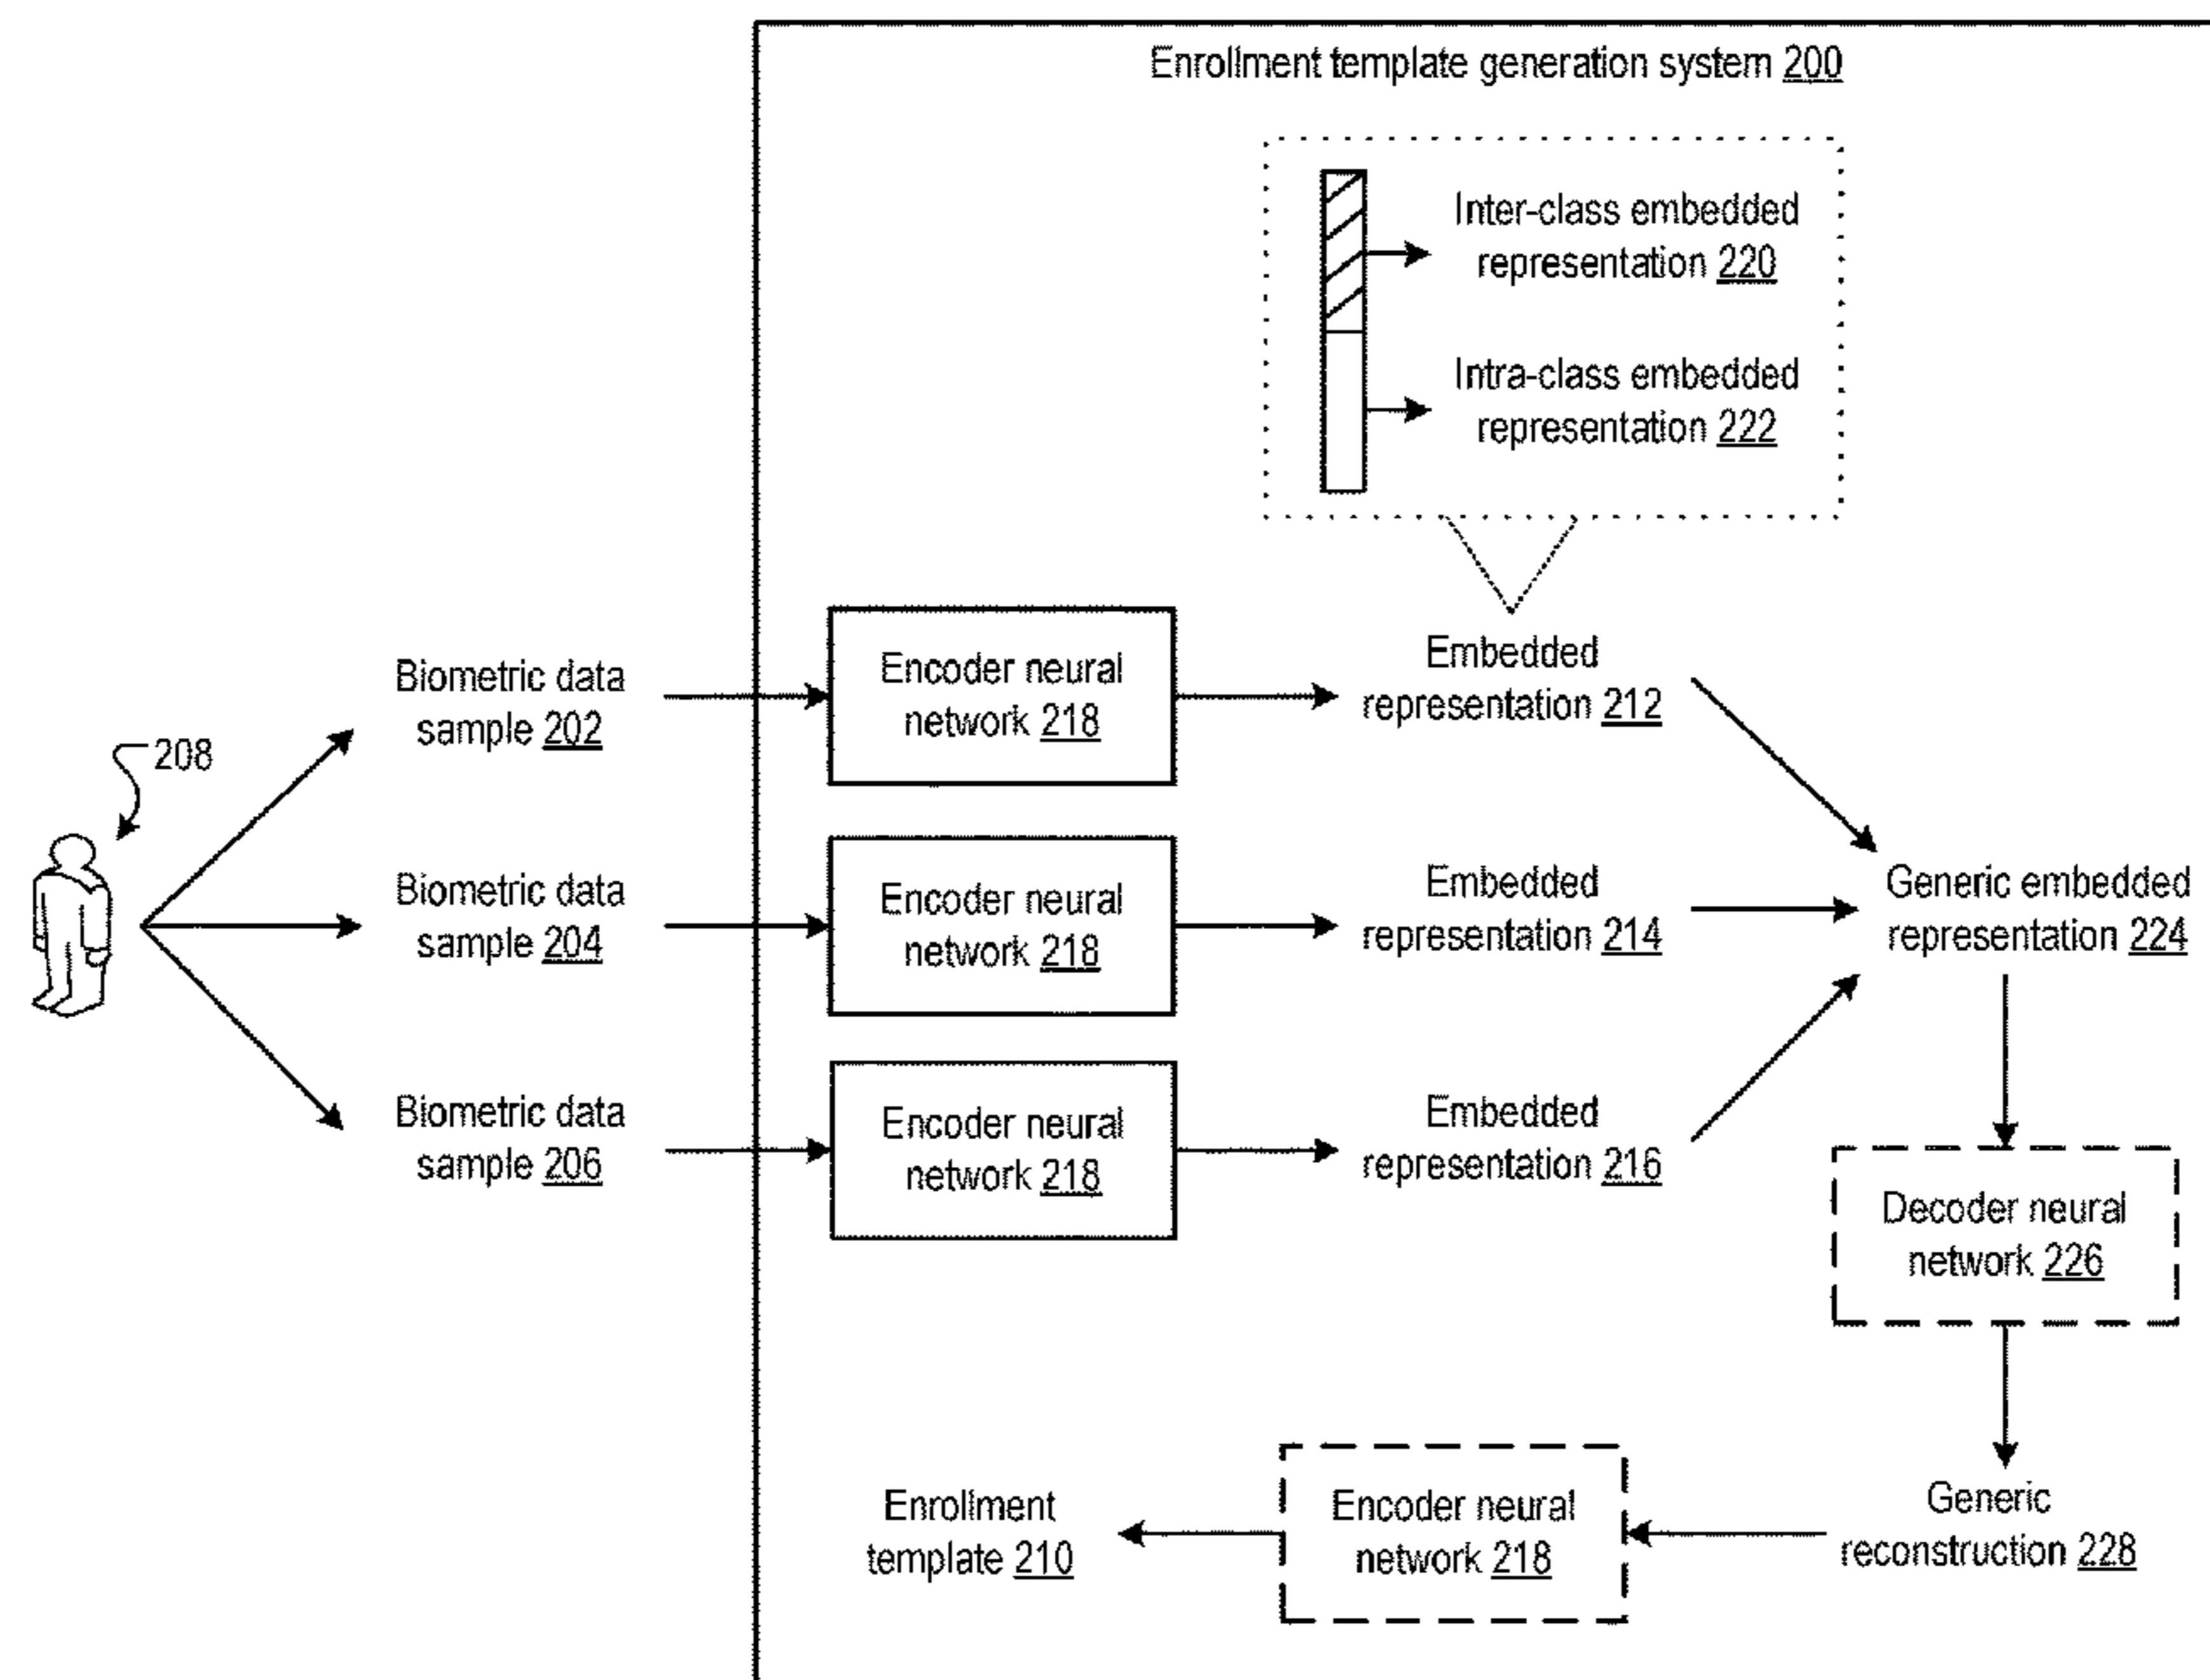 Enrollment template generation system 200
Inter-class embedded
representation 220
Intra-class embedded
representation 222
Biometric data
sample 202
Encoder neural
network 218
Embedded
representation 212
208
Biometric data
sample 204
Encoder neural
network 218
Embedded
representation 214
Generic embedded
representation 224
Biometric data
sample 206
Encoder neural
network 218
Embedded
representation 216
Decoder neural
network 226
Enrollment
template 210
Encoder neural
network 218
Generic
reconstruction 228